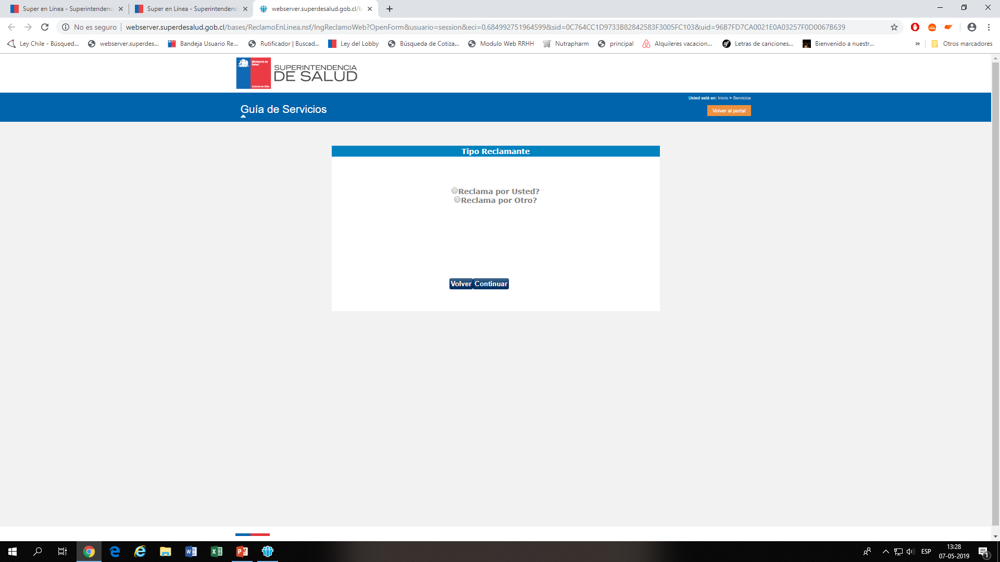 Super en Línea - Superintendenc
Super en Línea - Superintendenc
webserver.superdesalud.gob.cl/b
No es seguro
webserver.superdesalud.gob.cl/bases/ReclamoEnLinea.nsf/IngReclamoWeb?OpenForm&usuario=session&eci=0,684992751964599&sid=0C764CC1D9733B82842583F3005FC103&uid=96B7FD7CA0021E0A03257F0D0067B639
Ley Chile - Búsqued...
webserver.superdes...
Bandeja Usuario Re...
Rutificador | Buscad...
Ley del Lobby
Búsqueda de Cotiza...
Modulo Web RRHH
Nutrapharm
principal
Alquileres vacacion...
Letras de canciones...
Bienvenido a nuestr...
»
Otros marcadores
Ministerio de
Salud
Gobierno de Chile
SUPERINTENDENCIA
DE SALUD
Usted está en: Inicio > Servicios
Guía de Servicios
Volver al portal
Tipo Reclamante
Reclama por Usted?
Reclama por Otro?
Volver Continuar
ESP
13:28
07-05-2019
1